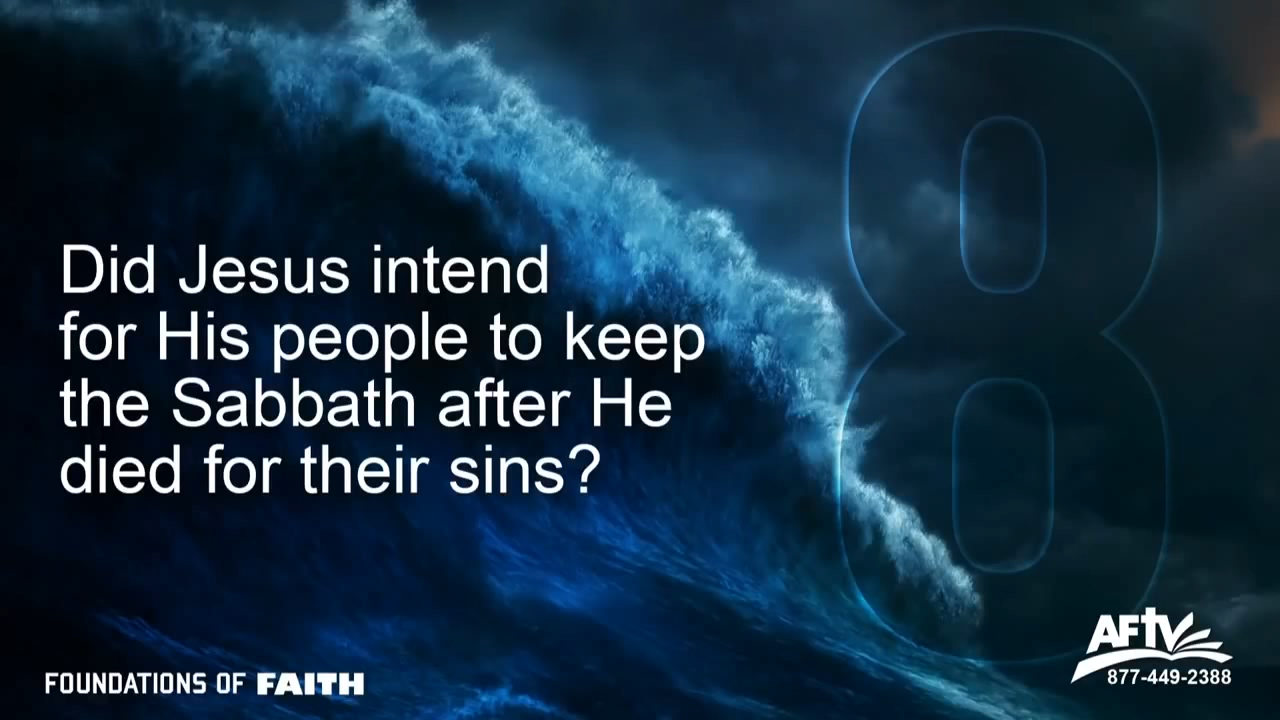 8
Did Jesus intend
for His people to keep
the Sabbath after He
died for their sins?
FOUNDATIONS OF FAITH
AFTV
877-449-2388